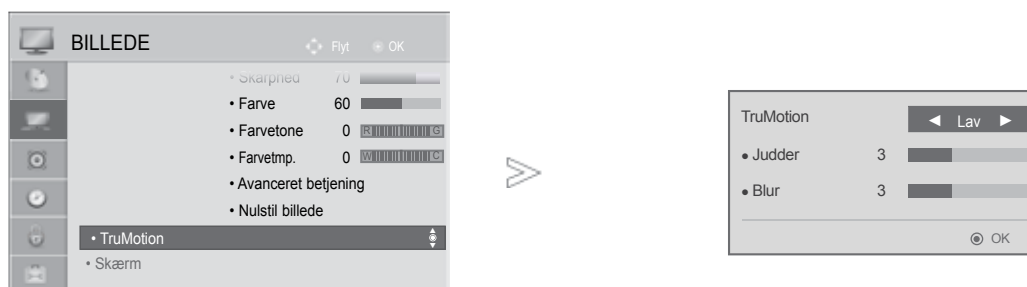 BILLEDE
Flyt OK
• Skarphed 70
• Farve 60
• Farvetone 0 R G
• Farvetmp. 0 W C
• Avanceret betjening
• Nulstil billede
• TruMotion
• Skærm
TruMotion ◄ Lav ►
• Judder 3
• Blur 3
OK